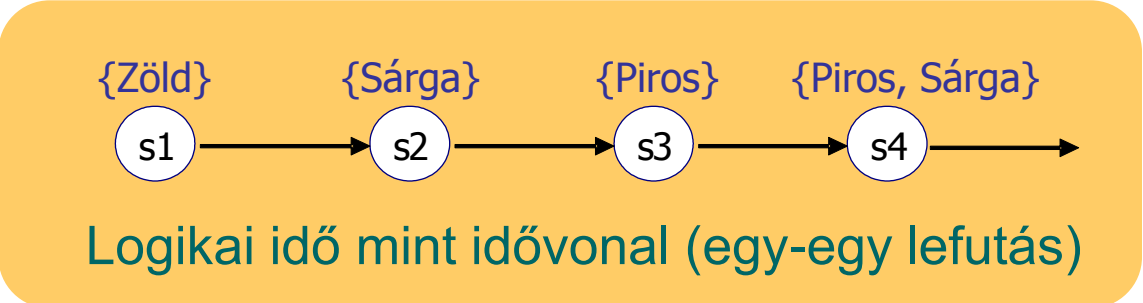 {Zöld} {Sárga} {Piros} {Piros, Sárga}
s1 s2 s3 s4
Logikai idő mint idővonal (egy-egy lefutás)